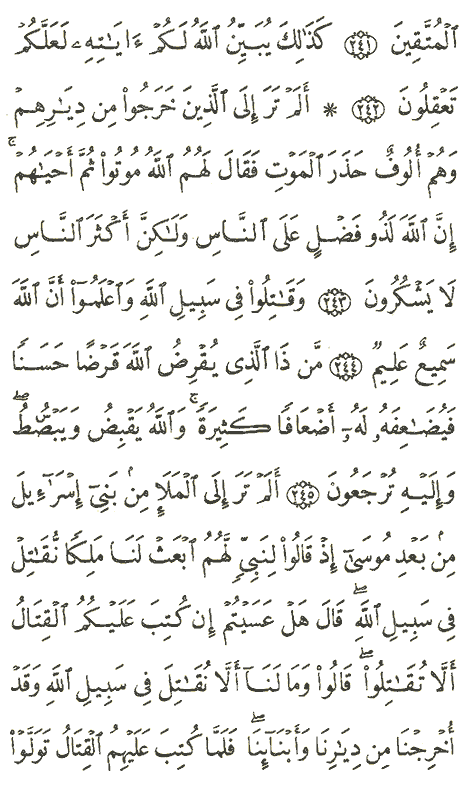 ٱلۡمُتَّقِينَ ٢٤١ كَذَٰلِكَ يُبَيِّنُ ٱللَّهُ لَكُمۡ ءَايَٰتِهِۦ لَعَلَّكُمۡ
تَعۡقِلُونَ ٢٤٢ * أَلَمۡ تَرَ إِلَى ٱلَّذِينَ خَرَجُواْ مِن دِيَٰرِهِمۡ
وَهُمۡ أُلُوفٌ حَذَرَ ٱلۡمَوۡتِ فَقَالَ لَهُمُ ٱللَّهُ مُوتُواْ ثُمَّ أَحۡيَٰهُمۡۚ
إِنَّ ٱللَّهَ لَذُو فَضۡلٍ عَلَى ٱلنَّاسِ وَلَٰكِنَّ أَكۡثَرَ ٱلنَّاسِ
لَا يَشۡكُرُونَ ٢٤٣ وَقَٰتِلُواْ فِي سَبِيلِ ٱللَّهِ وَٱعۡلَمُوٓاْ أَنَّ ٱللَّهَ
سَمِيعٌ عَلِيمٞ ٢٤٤ مَّن ذَا ٱلَّذِي يُقۡرِضُ ٱللَّهَ قَرۡضًا حَسَنٗا
فَيُضَٰعِفَهُۥ لَهُۥٓ أَضۡعَافٗا كَثِيرَةٗۚ وَٱللَّهُ يَقۡبِضُ وَيَبۡصُۜطُۖ
وَإِلَيۡهِ تُرۡجَعُونَ ٢٤٥ أَلَمۡ تَرَ إِلَى ٱلۡمَلَإِ مِنۢ بَنِيٓ إِسۡرَٰٓءِيلَ
مِنۢ بَعۡدِ مُوسَىٰٓ إِذۡ قَالُواْ لِنَبِيّٖ لَّهُمُ ٱبۡعَثۡ لَنَا مَلِكٗا نُّقَٰتِلۡ
فِي سَبِيلِ ٱللَّهِۖ قَالَ هَلۡ عَسَيۡتُمۡ إِن كُتِبَ عَلَيۡكُمُ ٱلۡقِتَالُ
أَلَّا تُقَٰتِلُواْۖ قَالُواْ وَمَا لَنَآ أَلَّا نُقَٰتِلَ فِي سَبِيلِ ٱللَّهِ وَقَدۡ
أُخۡرِجۡنَا مِن دِيَٰرِنَا وَأَبۡنَآئِنَاۖ فَلَمَّا كُتِبَ عَلَيۡهِمُ ٱلۡقِتَالُ تَوَلَّوۡاْ